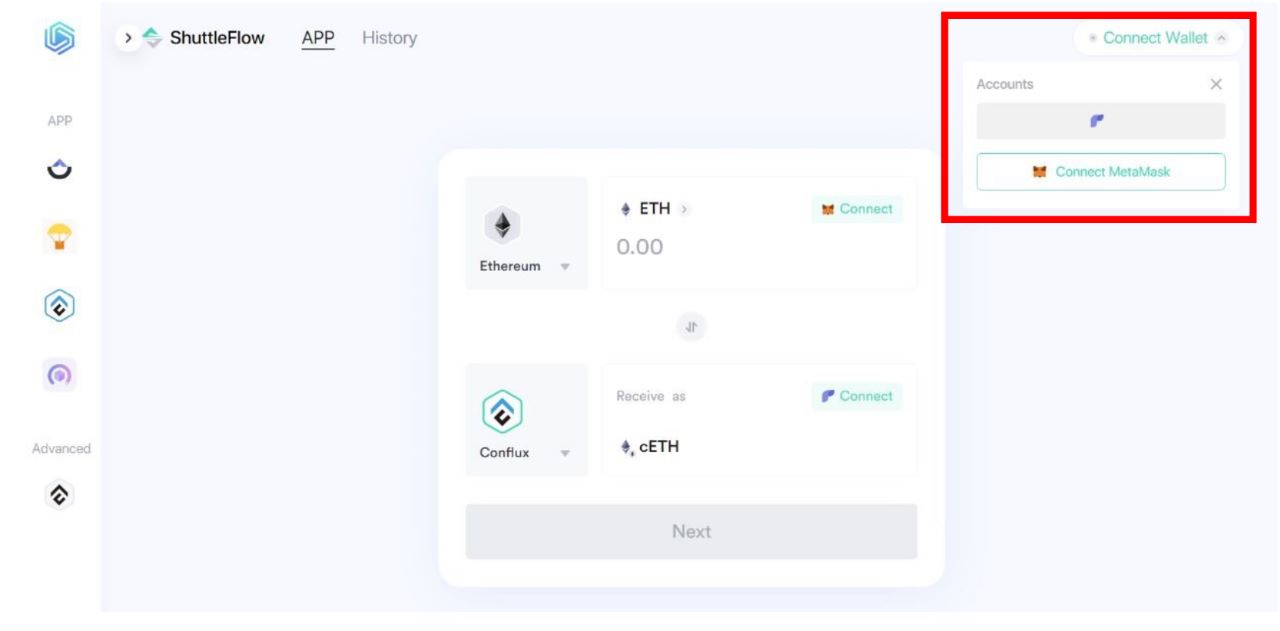 ShuttleFlow APP History Connect Wallet
Accounts
APP
Connect MetaMask
ETH Connect
0.00
Ethereum
Receive as Connect
Advanced
Conflux
cETH
Next